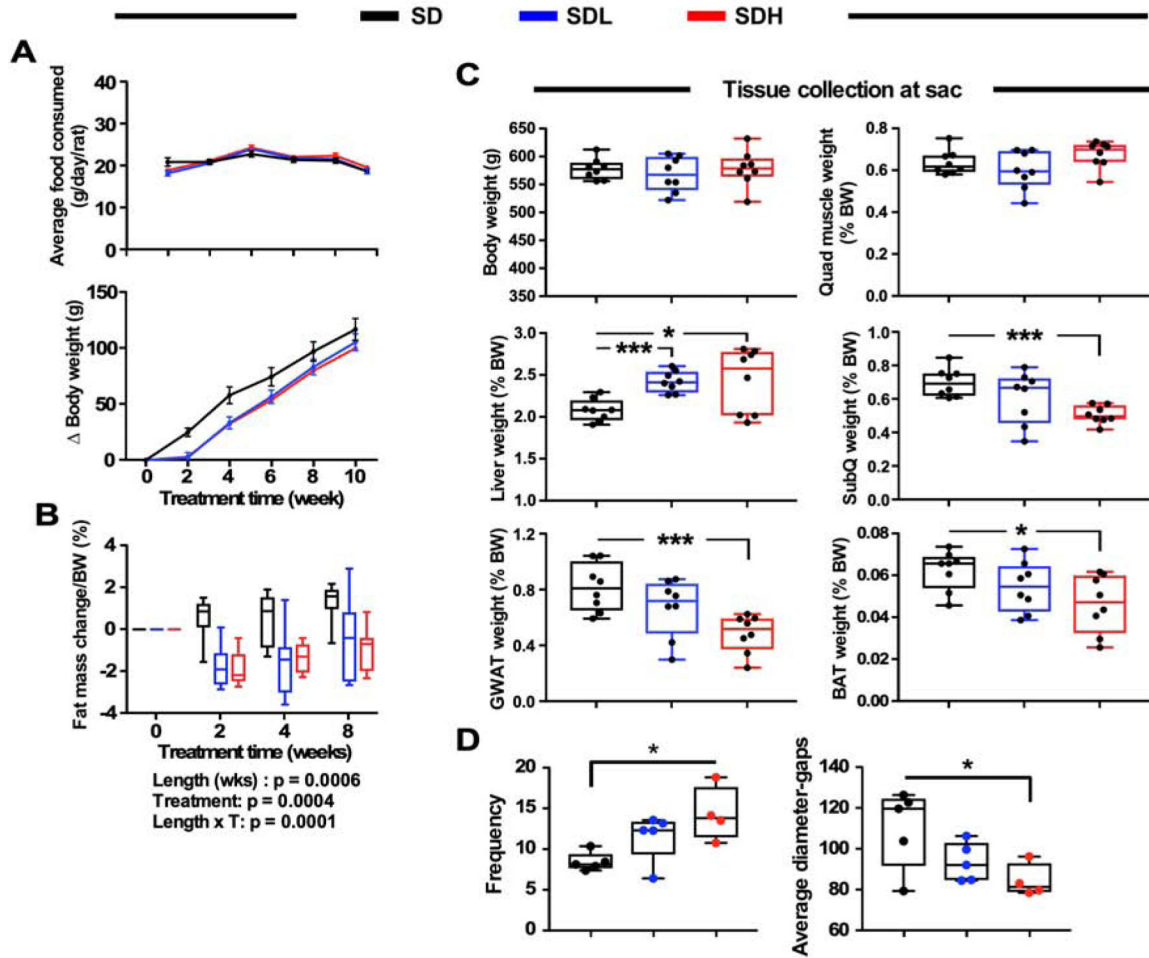 SD SDL SDH
A
Average food consumed
(g/day/rat)
40
30
20
10
0
Δ Body weight (g)
150
100
50
0
0 2 4 6 8 10
Treatment time (week)
B
Fat mass change/BW (%)
4
2
0
-2
-4
0 2 4 8
Treatment time (weeks)
Length (wks) : p = 0.0006
Treatment: p = 0.0004
Length x T: p = 0.0001
C
Tissue collection at sac
Body weight (g)
650
600
550
500
450
400
350
Quad muscle weight
(% BW)
0.8
0.6
0.4
0.2
0.0
Liver weight (% BW)
3.0
2.5
2.0
1.5
1.0
*
***
SubQ weight (% BW)
1.0
0.8
0.6
0.4
0.2
0.0
***
GWAT weight (% BW)
1.2
0.8
0.4
0.0
***
BAT weight (% BW)
0.08
0.06
0.04
0.02
0.00
*
D
Frequency
20
15
10
5
0
*
Average diameter-gaps
120
100
80
60
*